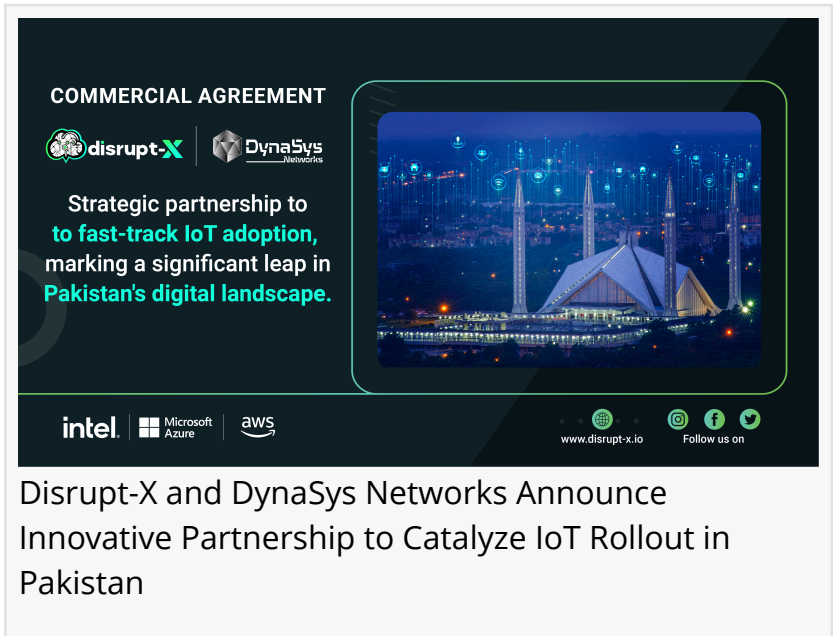 COMMERCIAL AGREEMENT
disrupt-X
DynaSys
Networks
Strategic partnership to
to fast-track IoT adoption,
marking a significant leap in
Pakistan's digital landscape.
intel.
Microsoft
Azure
aws
www.disrupt-x.io
Follow us on
Disrupt-X and DynaSys Networks Announce
Innovative Partnership to Catalyze IoT Rollout in
Pakistan